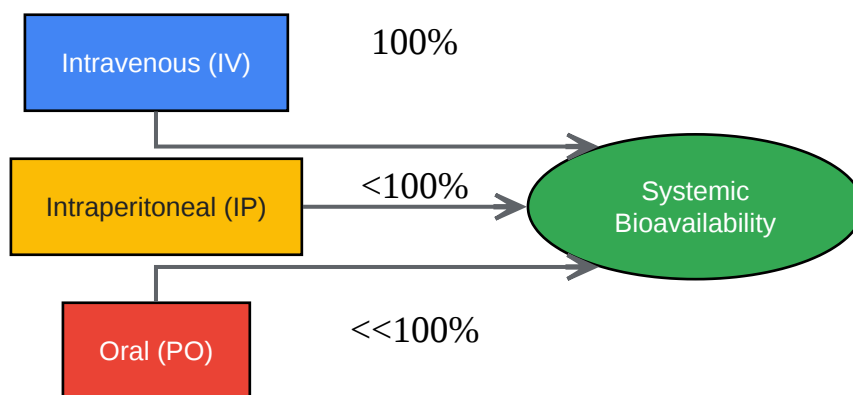 Intravenous (IV)
100%
Intraperitoneal (IP)
<100%
Systemic
Bioavailability
Oral (PO)
<<100%